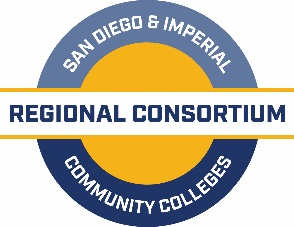 SAN DIEGO & IMPERIAL
REGIONAL CONSORTIUM
COMMUNITY COLLEGES